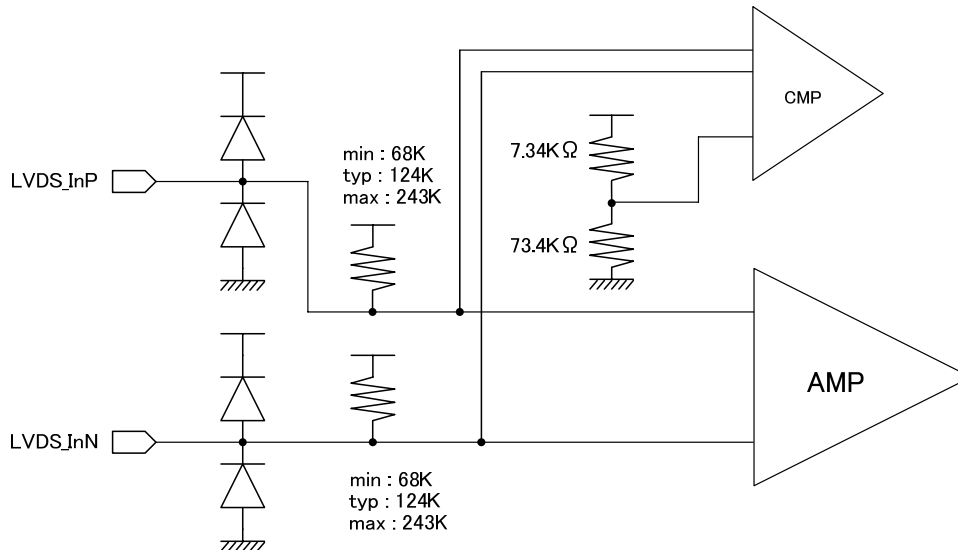 CMP
min : 68K
typ : 124K
max : 243K
7.34KΩ
LVDS_InP
73.4KΩ
AMP
LVDS_InN
min : 68K
typ : 124K
max : 243K